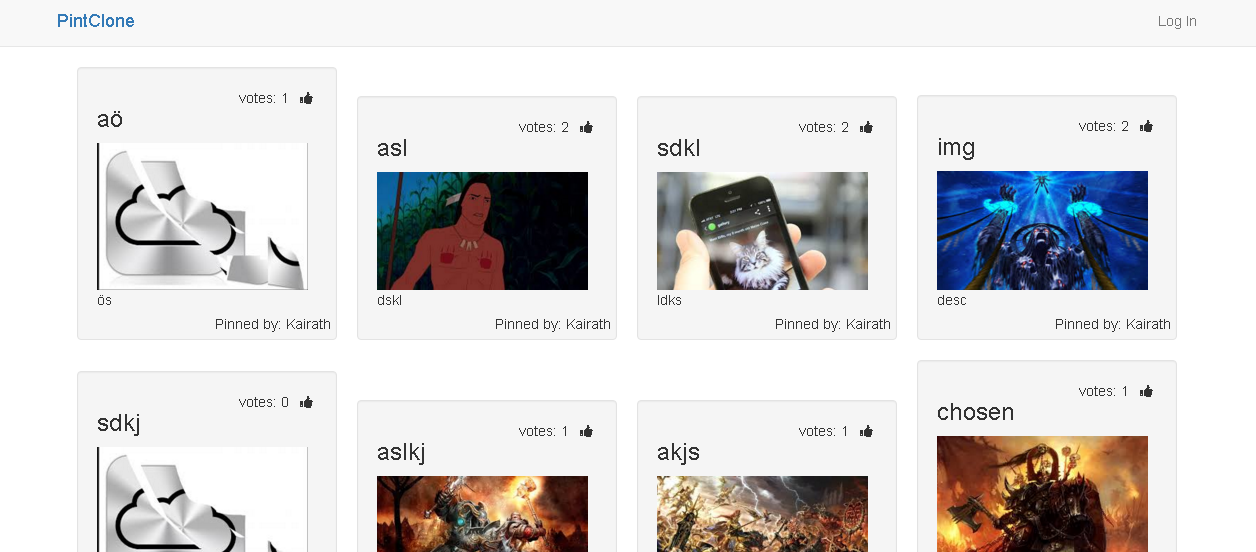 PintClone
Log In
votes: 1
aö
ös
Pinned by: Kairath
votes: 2
asl
dskl
Pinned by: Kairath
votes: 2
sdkl
gallery
ldks
Pinned by: Kairath
votes: 2
img
desc
Pinned by: Kairath
votes: 0
sdkj
votes: 1
aslkj
votes: 1
akjs
votes: 1
chosen